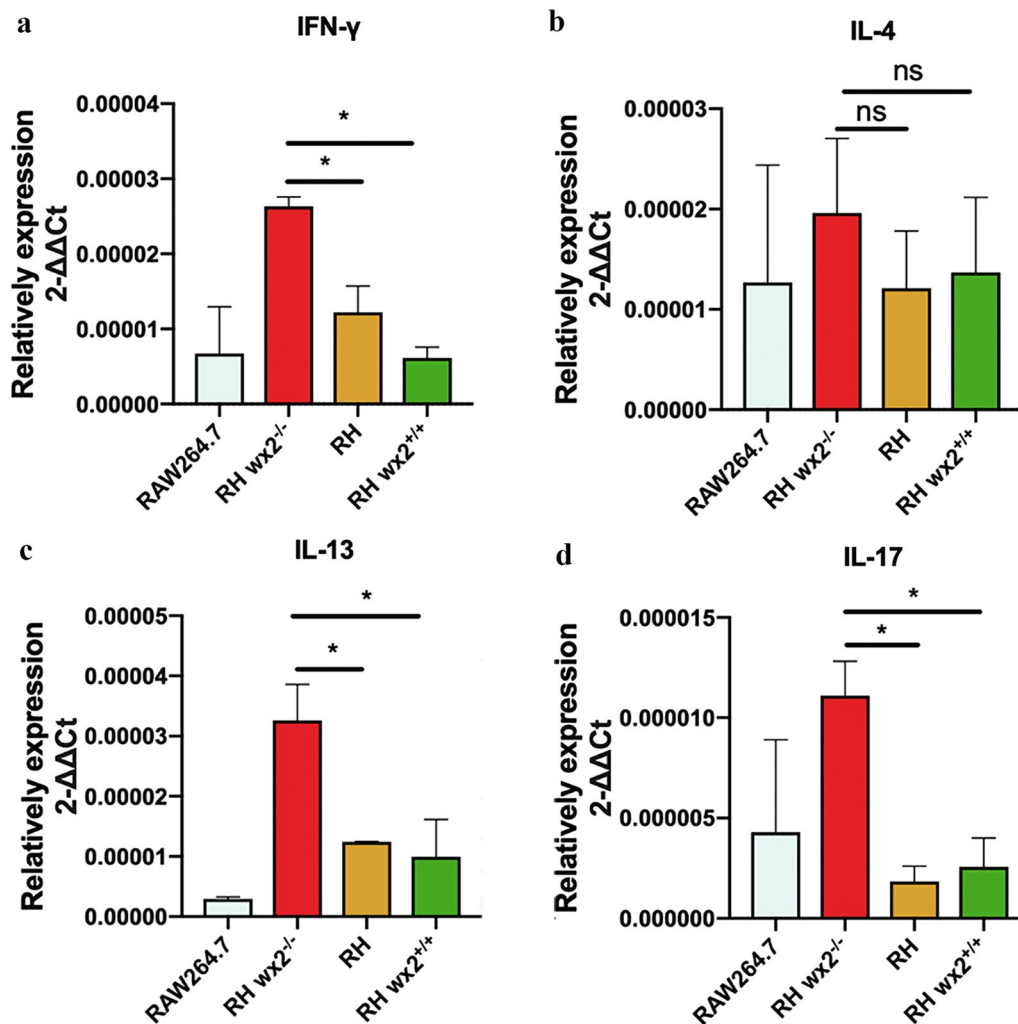 a
IFN-γ
Relatively expression
2-ΔΔCt
0.00004
0.00003
0.00002
0.00001
0.00000
*
*
RAW264.7
RH wx2-/-
RH
RH wx2+/+
b
IL-4
Relatively expression
2-ΔΔCt
0.00003
0.00002
0.00001
0.00000
ns
ns
RAW264.7
RH wx2-/-
RH
RH wx2+/+
c
IL-13
Relatively expression
2-ΔΔCt
0.00005
0.00004
0.00003
0.00002
0.00001
0.00000
*
*
RAW264.7
RH wx2-/-
RH
RH wx2+/+
d
IL-17
Relatively expression
2-ΔΔCt
0.000015
0.000010
0.000005
0.000000
*
*
RAW264.7
RH wx2-/-
RH
RH wx2+/+